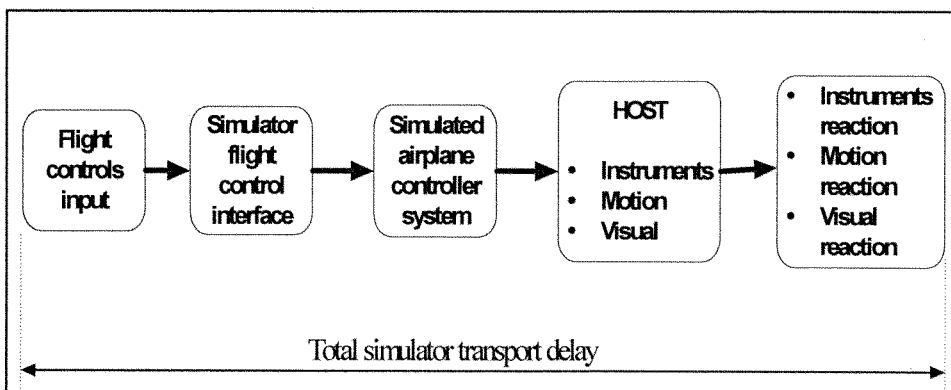 Flight
controls
input
Simulator
flight
control
interface
Simulated
airplane
controller
system
HOST
• Instruments
• Motion
• Visual
• Instruments
reaction
• Motion
reaction
• Visual
reaction
Total simulator transport delay